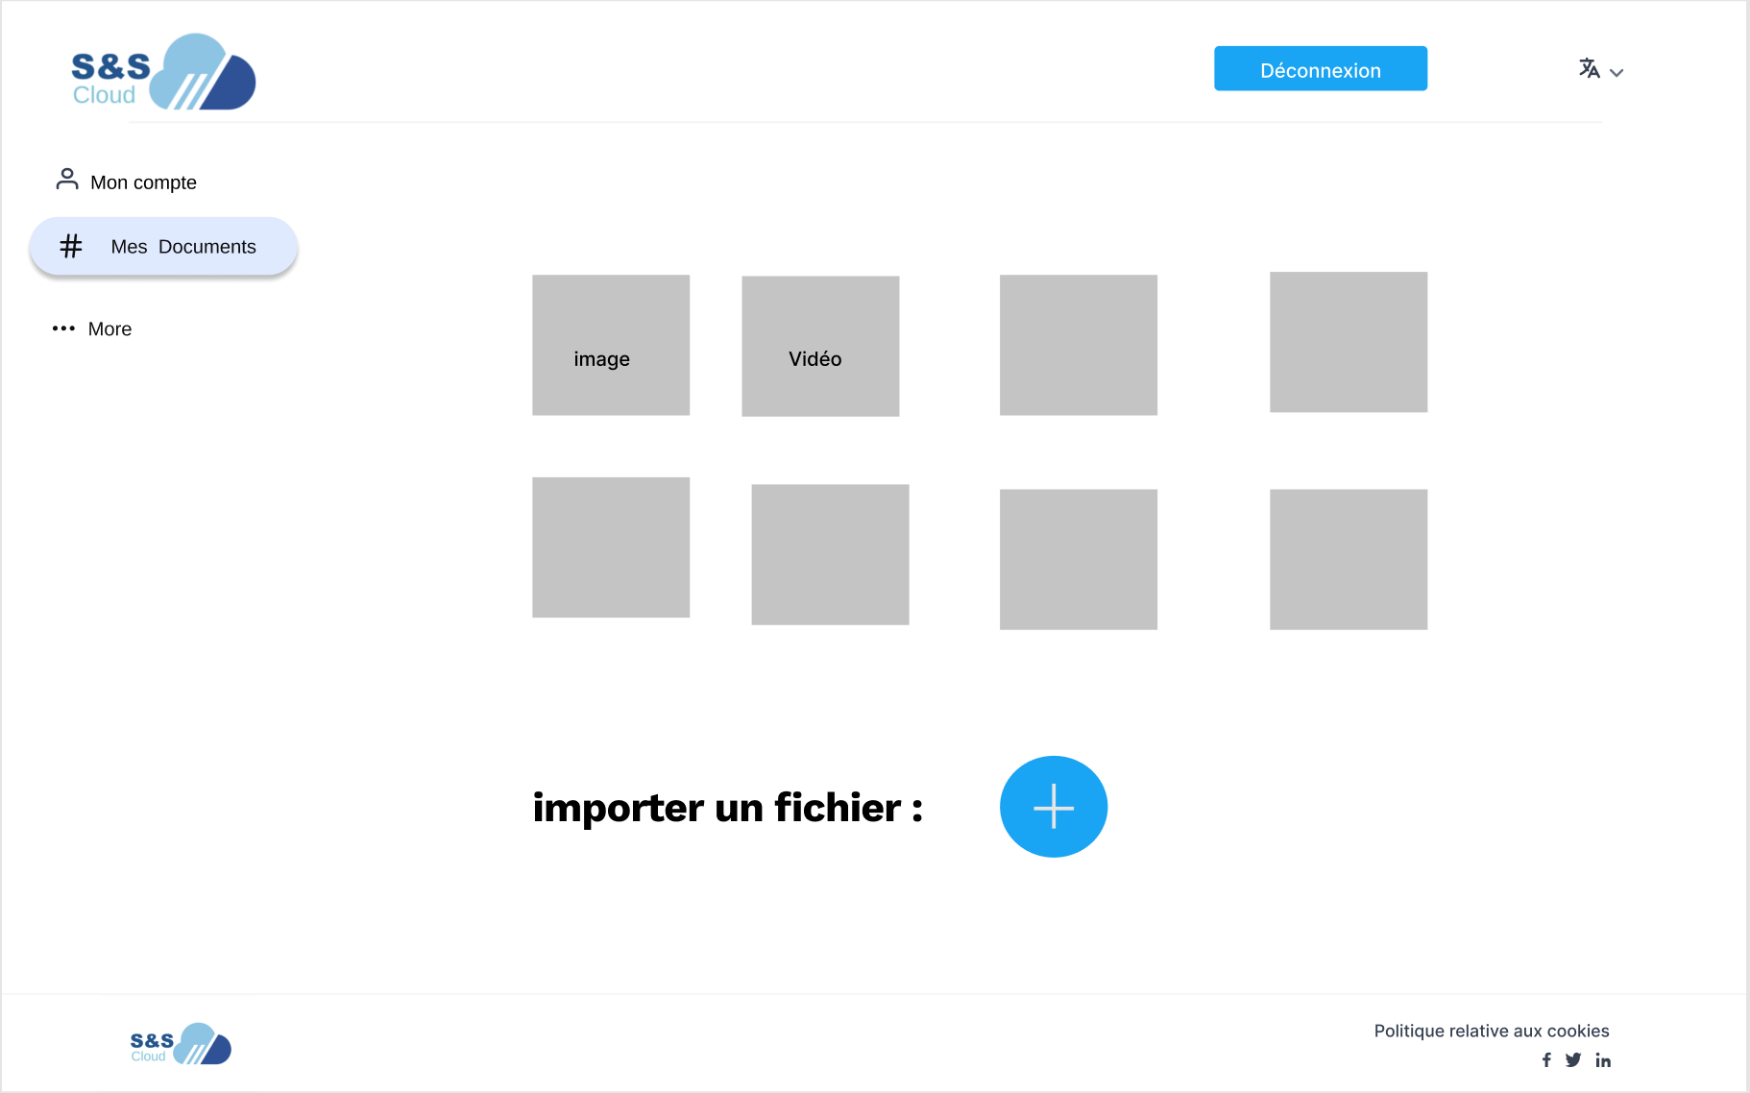 S&S
Cloud
Déconnexion
Mon compte
# Mes Documents
••• More
image
Vidéo
importer un fichier :
S&S
Cloud
Politique relative aux cookies